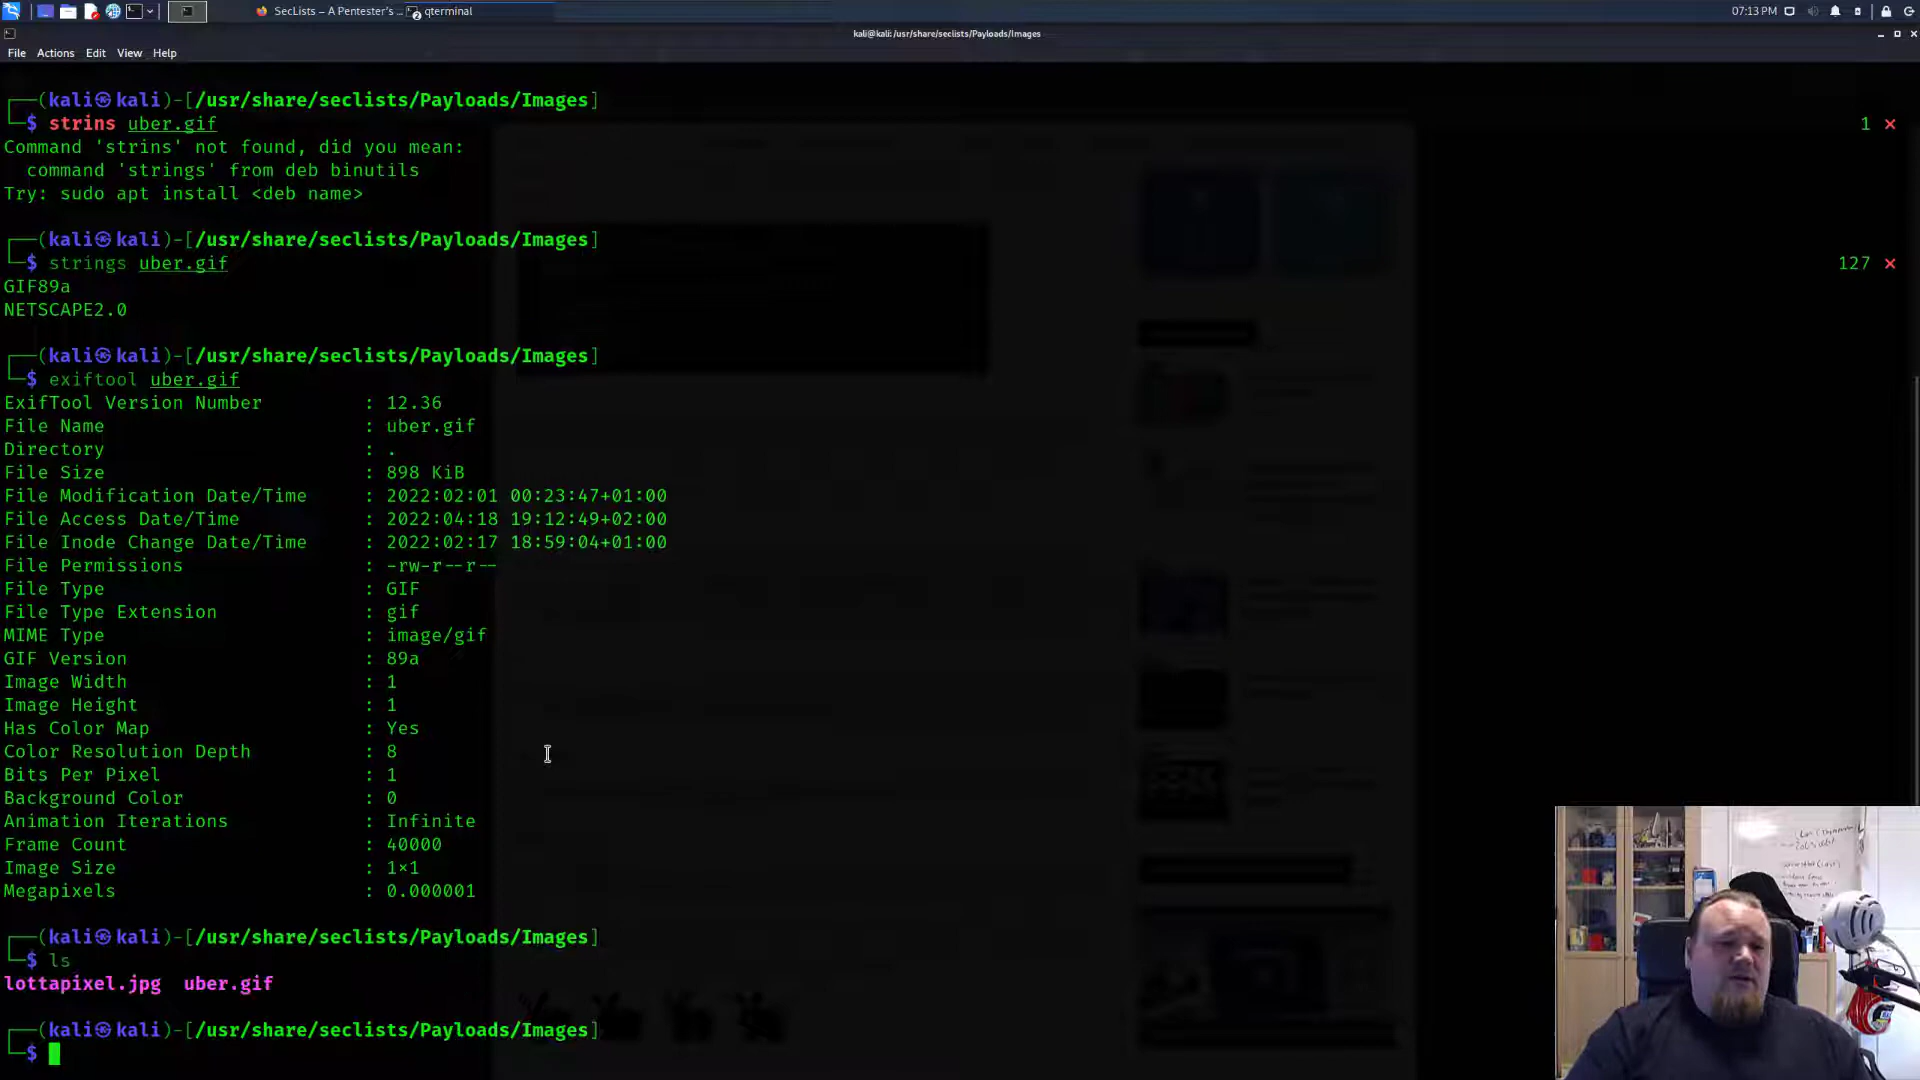 SecLists – A Pentester's ...
qterminal
07:13 PM
kali@kali:/usr/share/seclists/Payloads/Images
File Actions Edit View Help
┌──(kali㉿kali)-[/usr/share/seclists/Payloads/Images]
└─$ strins uber.gif 1 ⨯
Command 'strins' not found, did you mean:
command 'strings' from deb binutils
Try: sudo apt install <deb name>
┌──(kali㉿kali)-[/usr/share/seclists/Payloads/Images]
└─$ strings uber.gif 127 ⨯
GIF89a
NETSCAPE2.0
┌──(kali㉿kali)-[/usr/share/seclists/Payloads/Images]
└─$ exiftool uber.gif
ExifTool Version Number : 12.36
File Name : uber.gif
Directory : .
File Size : 898 KiB
File Modification Date/Time : 2022:02:01 00:23:47+01:00
File Access Date/Time : 2022:04:18 19:12:49+02:00
File Inode Change Date/Time : 2022:02:17 18:59:04+01:00
File Permissions : -rw-r--r--
File Type : GIF
File Type Extension : gif
MIME Type : image/gif
GIF Version : 89a
Image Width : 1
Image Height : 1
Has Color Map : Yes
Color Resolution Depth : 8
Bits Per Pixel : 1
Background Color : 0
Animation Iterations : Infinite
Frame Count : 40000
Image Size : 1×1
Megapixels : 0.000001
┌──(kali㉿kali)-[/usr/share/seclists/Payloads/Images]
└─$ ls
lottapixel.jpg uber.gif
┌──(kali㉿kali)-[/usr/share/seclists/Payloads/Images]
└─$